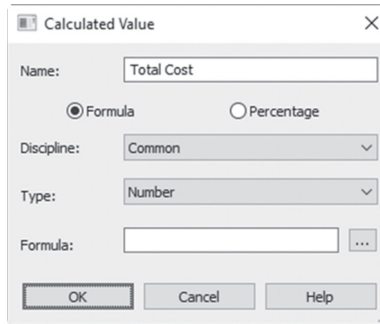 Calculated Value
Name: Total Cost
Formula Percentage
Discipline: Common
Type: Number
Formula: ...
OK Cancel Help